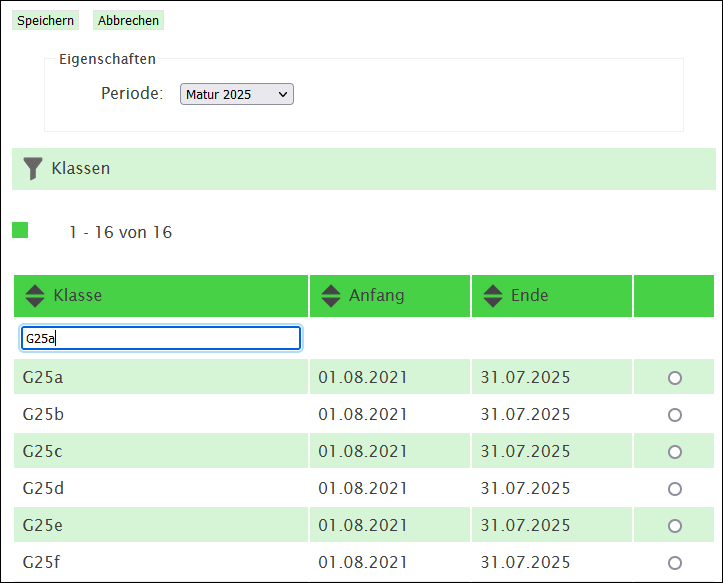 Speichern Abbrechen
Eigenschaften
Periode: Matur 2025
Klassen
1 - 16 von 16
Klasse Anfang Ende
G25a
G25a 01.08.2021 31.07.2025
G25b 01.08.2021 31.07.2025
G25c 01.08.2021 31.07.2025
G25d 01.08.2021 31.07.2025
G25e 01.08.2021 31.07.2025
G25f 01.08.2021 31.07.2025